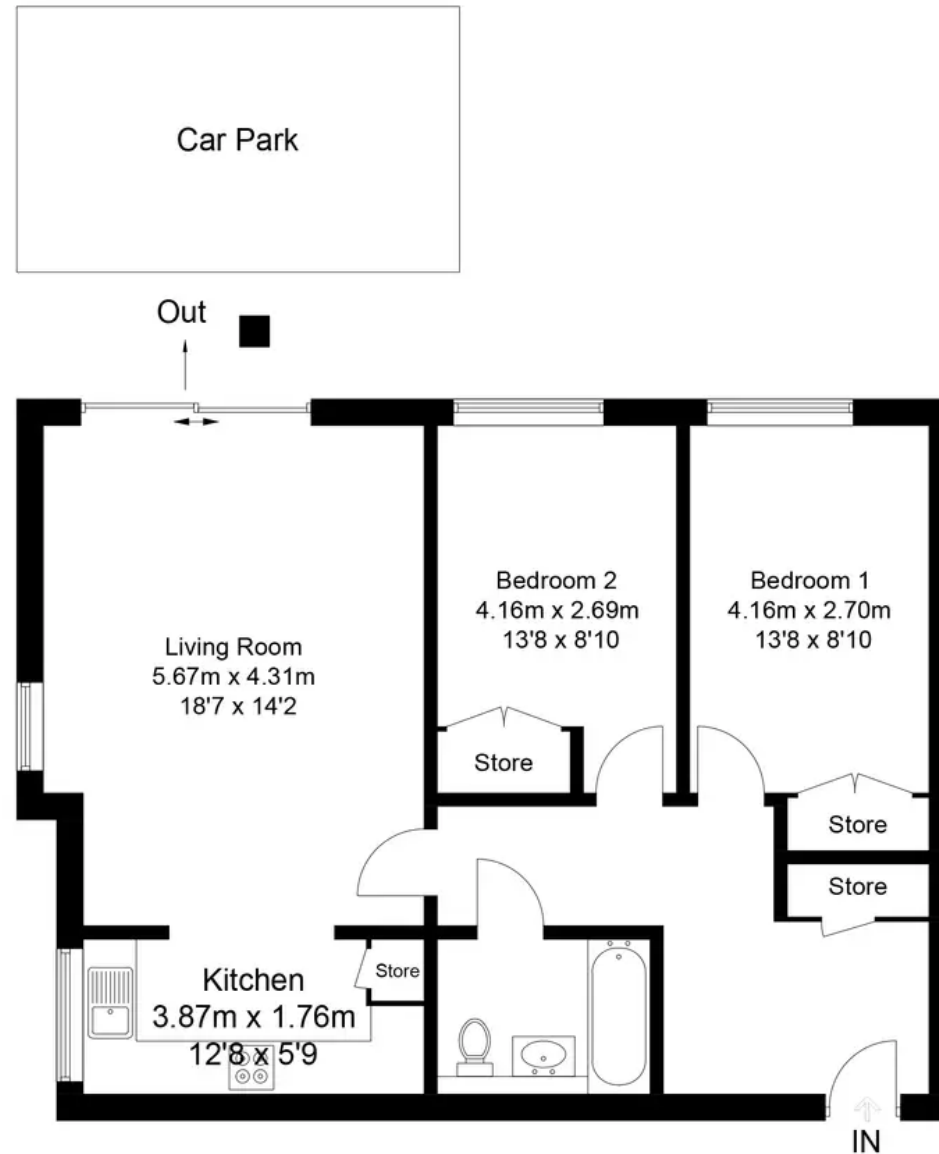 Car Park
Out
Bedroom 2
4.16m x 2.69m
13'8 x 8'10
Bedroom 1
4.16m x 2.70m
13'8 x 8'10
Living Room
5.67m x 4.31m
18'7 x 14'2
Store
Store
Store
Store
Kitchen
3.87m x 1.76m
12'8 x 5'9
IN